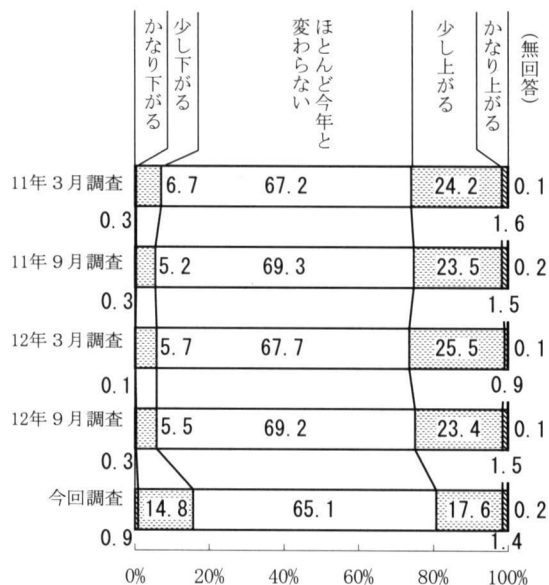 かなり下がる
少し下がる
ほとんど今年と
変わらない
少し上がる
かなり上がる
(無回答)
11年3月調査 6.7 67.2 24.2 0.1
0.3 1.6
11年9月調査 5.2 69.3 23.5 0.2
0.3 1.5
12年3月調査 5.7 67.7 25.5 0.1
0.1 0.9
12年9月調査 5.5 69.2 23.4 0.1
0.3 1.5
今回調査 14.8 65.1 17.6 0.2
0.9 1.4
0% 20% 40% 60% 80% 100%